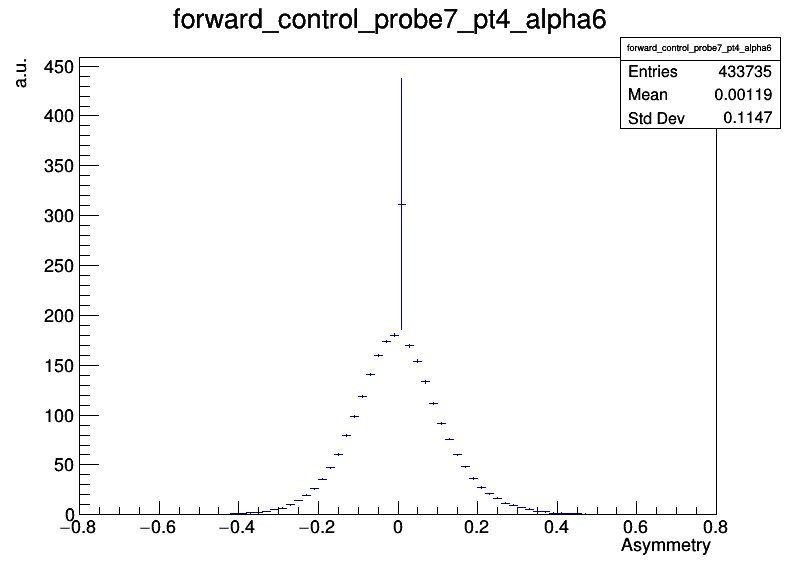 forward_control_probe7_pt4_alpha6
forward_control_probe7_pt4_alpha6
Entries 433735
Mean 0.00119
Std Dev 0.1147
a.u.
450
400
350
300
250
200
150
100
50
0
−0.8 −0.6 −0.4 −0.2 0 0.2 0.4 0.6 0.8
Asymmetry